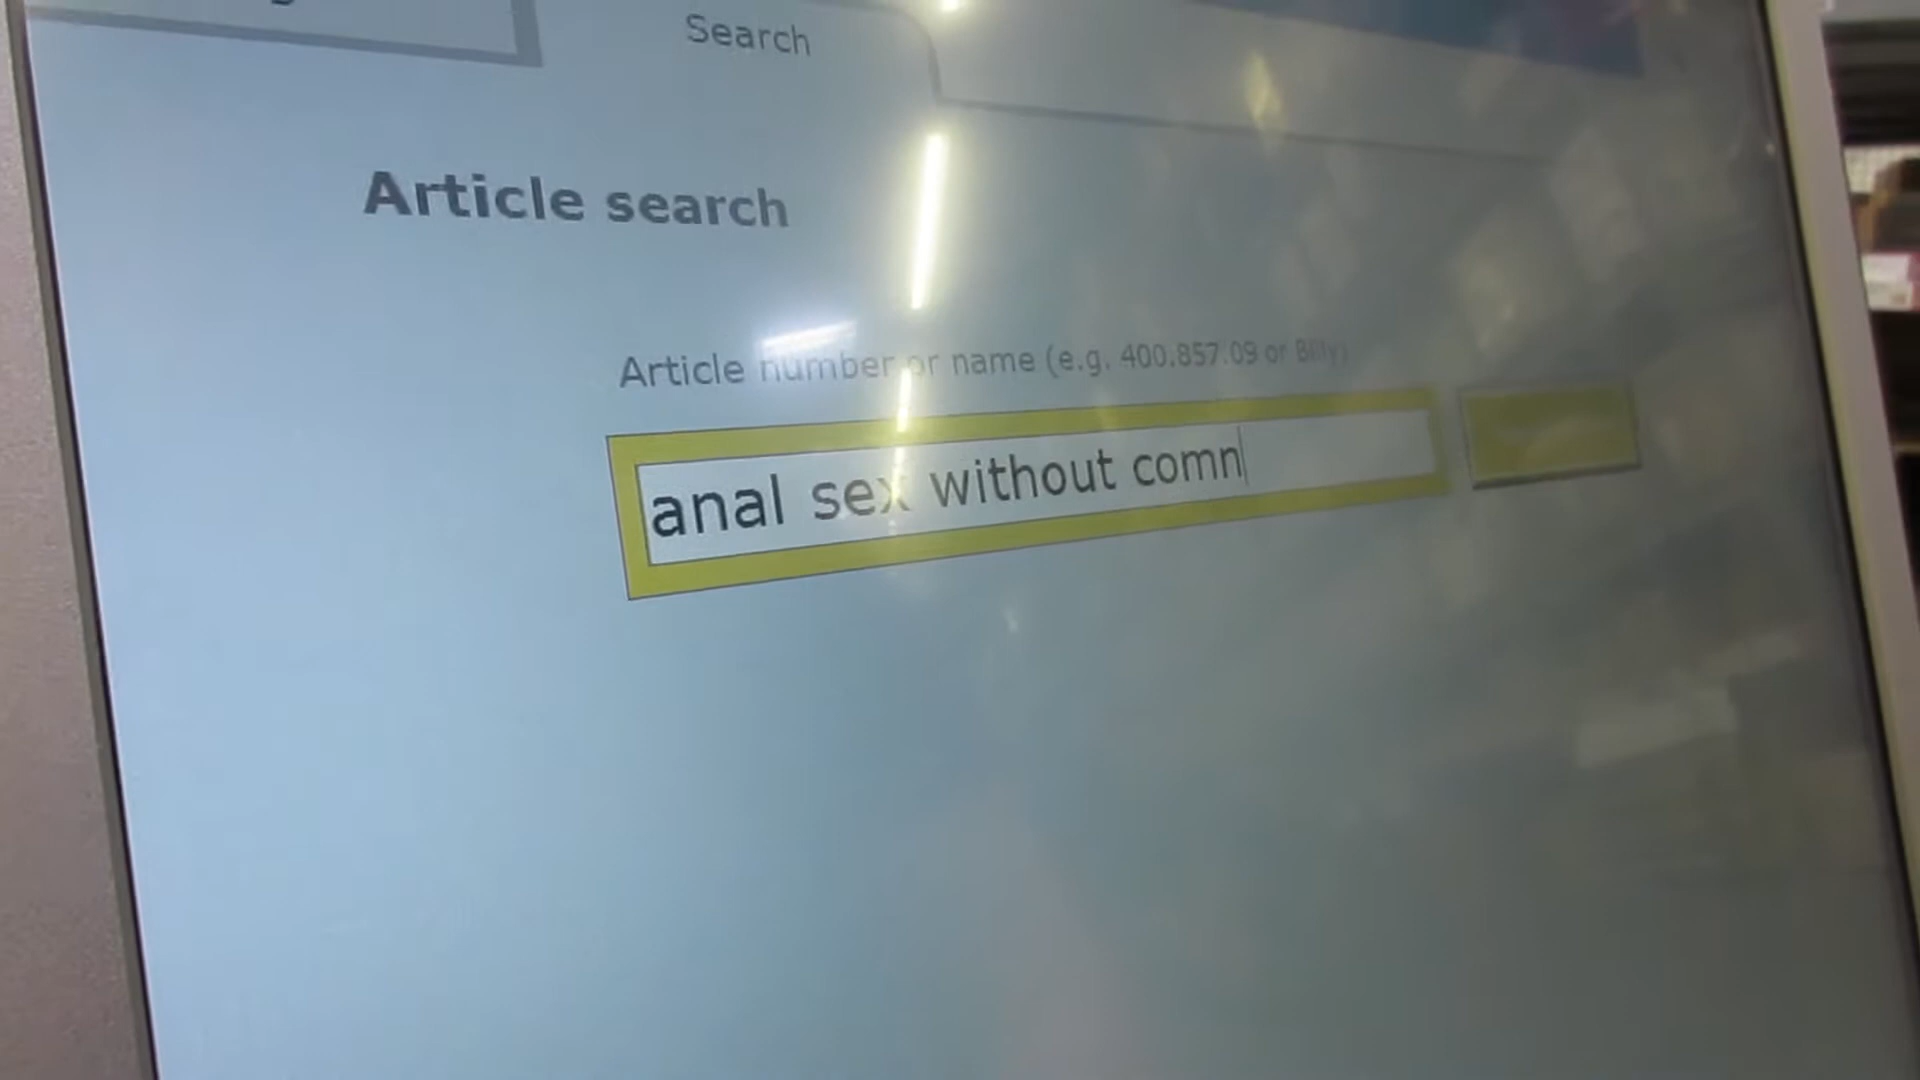 Search
Article search
Article number or name (e.g. 400.857.09 or Billy)
anal sex without comn